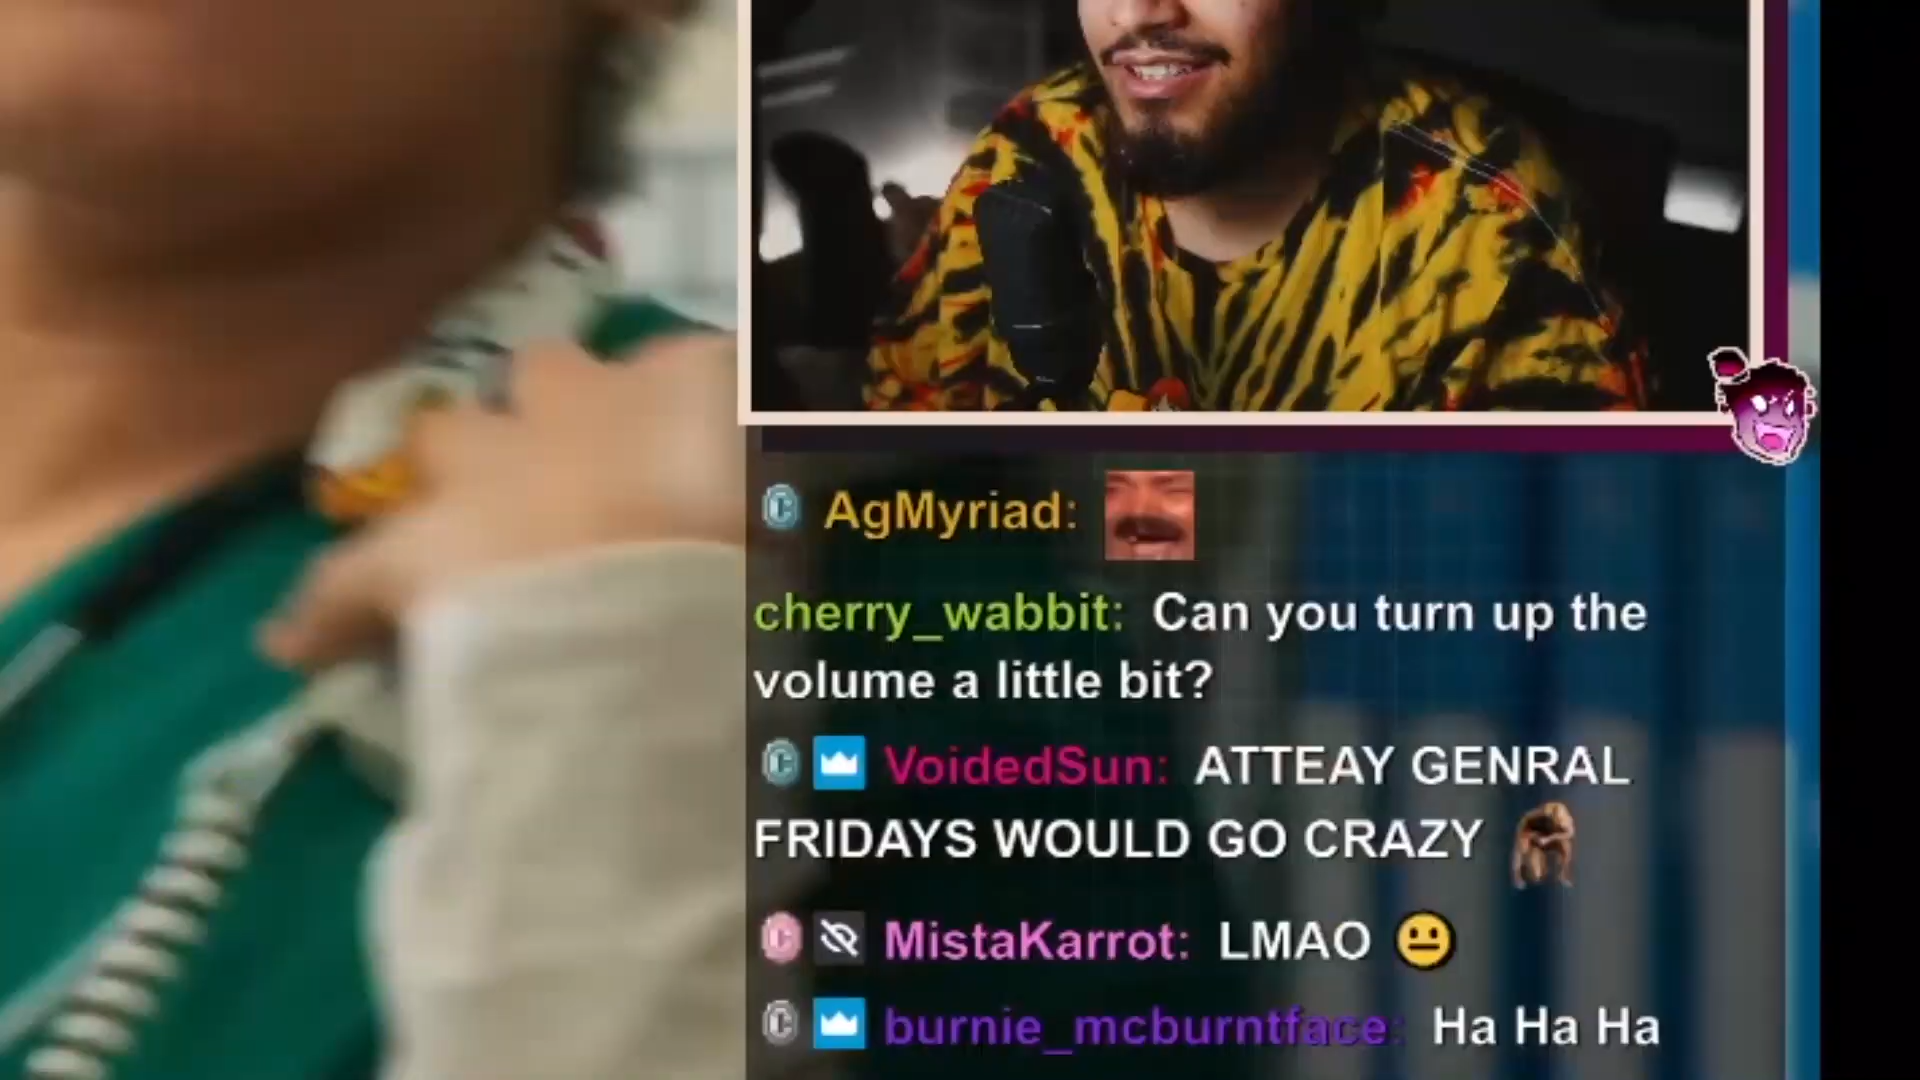 AgMyriad:
cherry_wabbit: Can you turn up the
volume a little bit?
VoidedSun: ATTEAY GENRAL
FRIDAYS WOULD GO CRAZY
MistaKarrot: LMAO
burnie_mcburntface: Ha Ha Ha